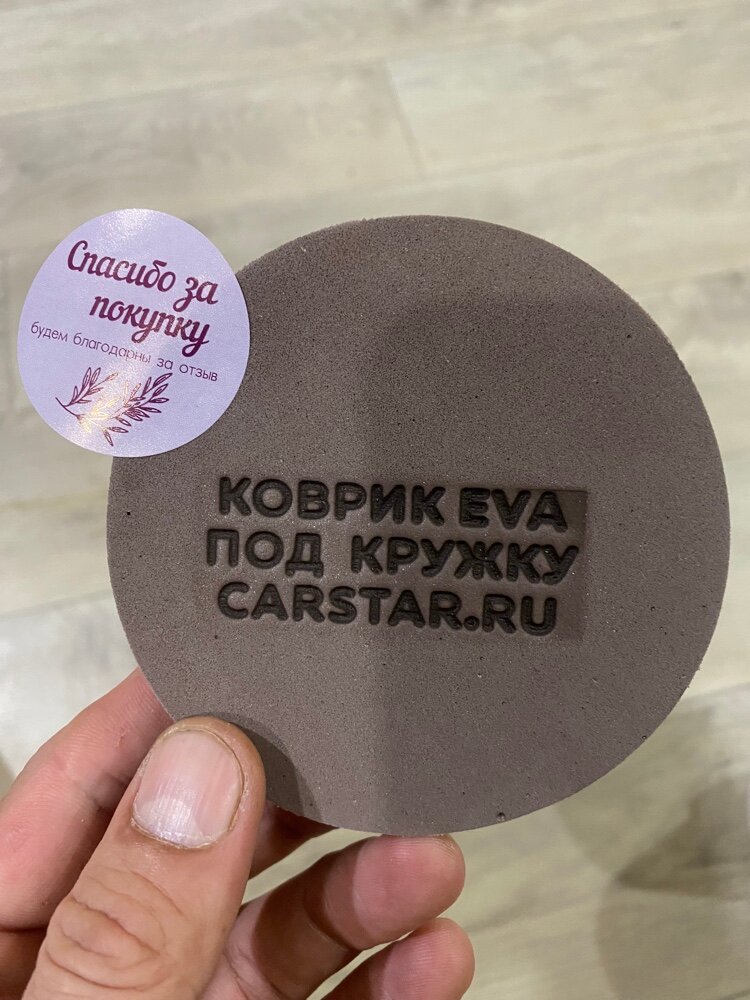 Спасибо за
покупку
будем благодарны за отзыв
КОВРИК EVA
ПОД КРУЖКУ
CARSTAR.RU